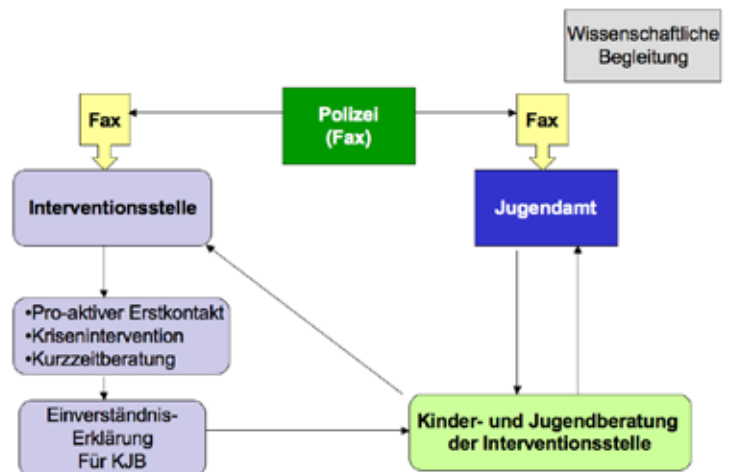 Wissenschaftliche
Begleitung
Fax
Polizei
(Fax)
Fax
Interventionsstelle
Jugendamt
•Pro-aktiver Erstkontakt
•Krisenintervention
•Kurzzeitberatung
Einverständnis-
Erklärung
Für KJB
Kinder- und Jugendberatung
der Interventionsstelle